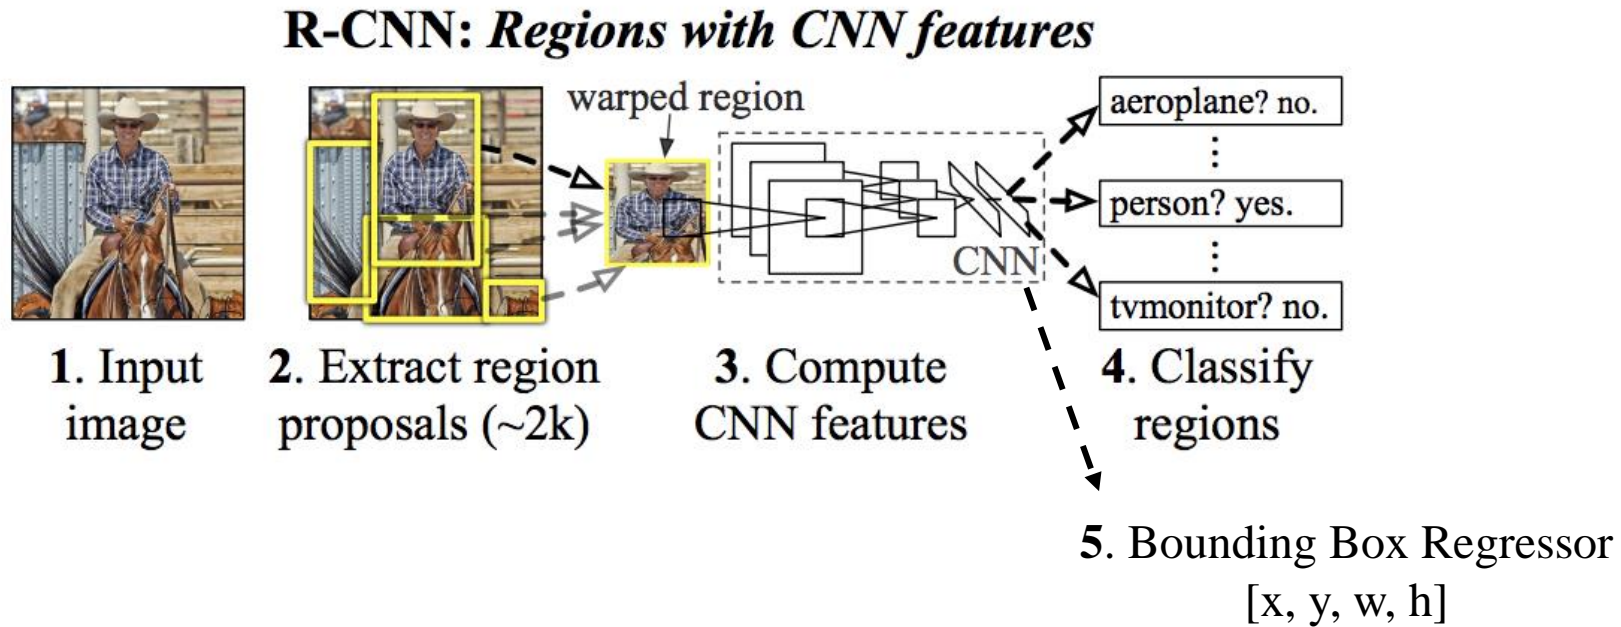 R-CNN: Regions with CNN features
warped region
aeroplane? no.
person? yes.
CNN
tvmonitor? no.
1. Input
image
2. Extract region
proposals (~2k)
3. Compute
CNN features
4. Classify
regions
5. Bounding Box Regressor
[x, y, w, h]